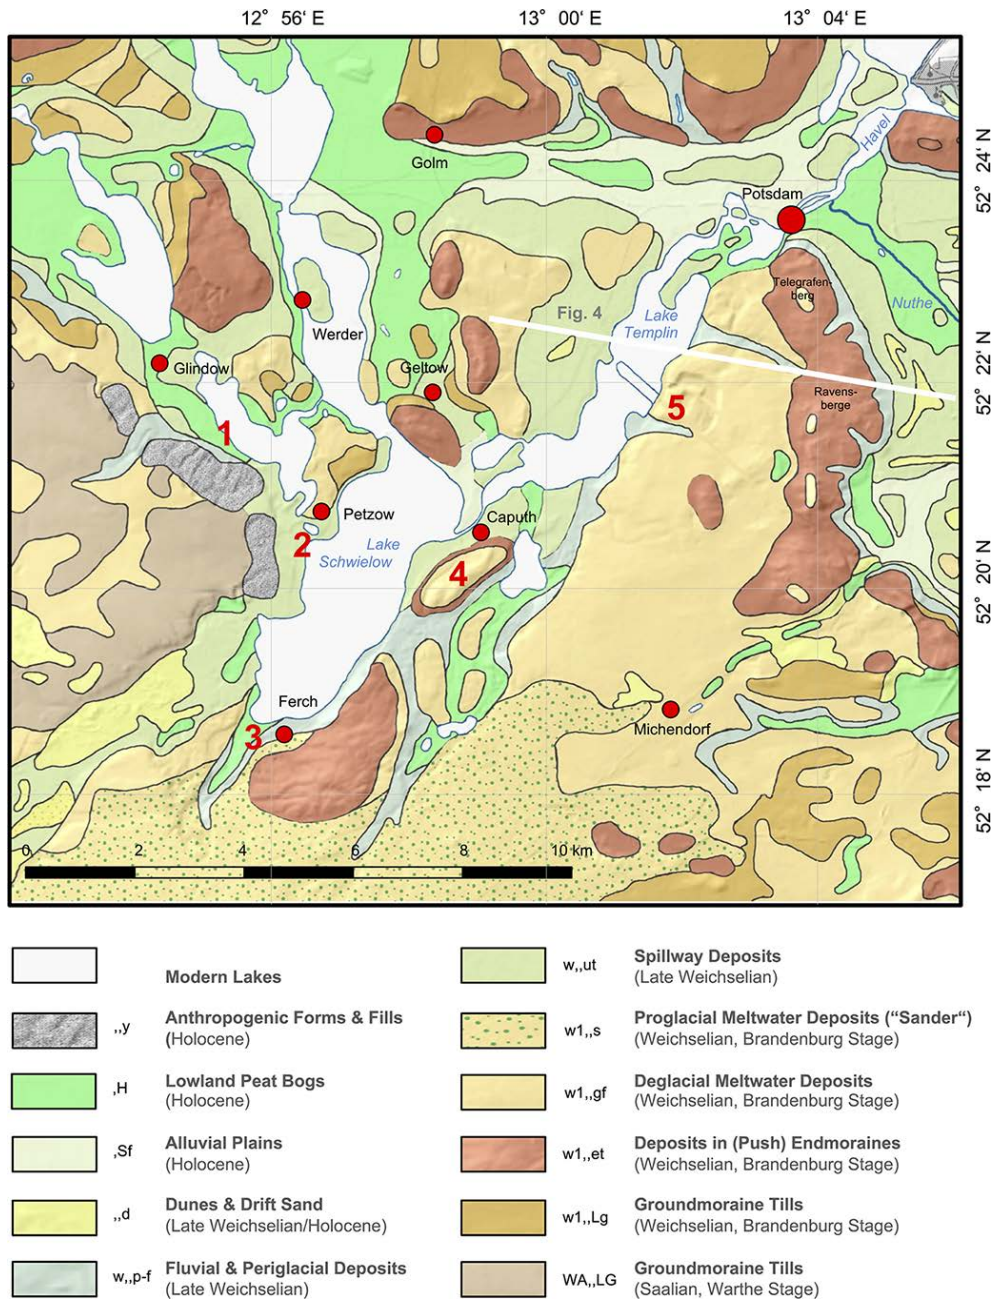 12° 56‘ E
13° 00‘ E
13° 04‘ E
52° 24‘ N
52° 22‘ N
52° 20‘ N
52° 18‘ N
Golm
Havel
Potsdam
Telegrafen-
berg
Nuthe
Fig. 4
Lake
Templin
Werder
Glindow
Geltow
Ravens-
berge
1
5
Petzow
Caputh
2
Lake
Schwielow
4
Ferch
3
Michendorf
0 2 4 6 8 10 km
Modern Lakes
,,y Anthropogenic Forms & Fills
(Holocene)
,H Lowland Peat Bogs
(Holocene)
,Sf Alluvial Plains
(Holocene)
,,d Dunes & Drift Sand
(Late Weichselian/Holocene)
w,,p-f Fluvial & Periglacial Deposits
(Late Weichselian)
w,,ut Spillway Deposits
(Late Weichselian)
w1,,s Proglacial Meltwater Deposits (“Sander“)
(Weichselian, Brandenburg Stage)
w1,,gf Deglacial Meltwater Deposits
(Weichselian, Brandenburg Stage)
w1,,et Deposits in (Push) Endmoraines
(Weichselian, Brandenburg Stage)
w1,,Lg Groundmoraine Tills
(Weichselian, Brandenburg Stage)
WA,,LG Groundmoraine Tills
(Saalian, Warthe Stage)